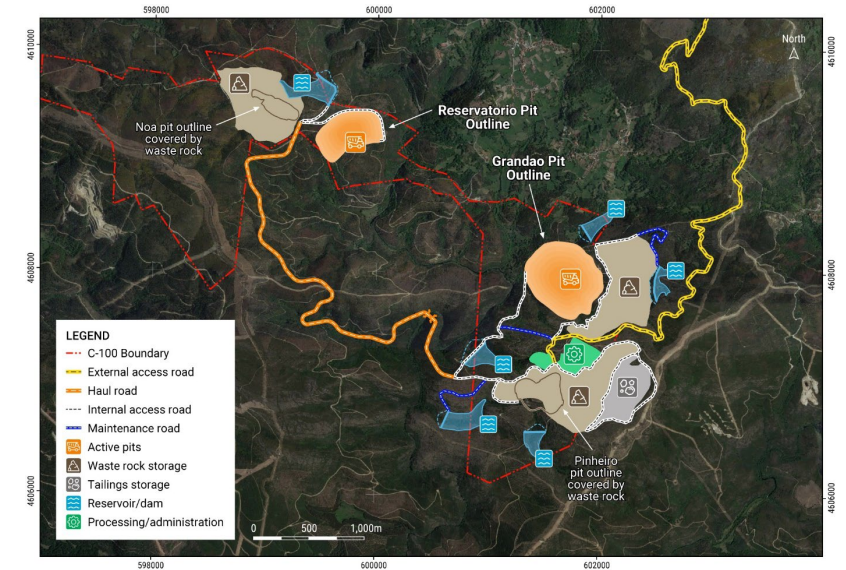 598000
600000
602000
4610000
4610000
North
Reservatorio Pit
Outline
Noa pit outline
covered by
waste rock
Grandao Pit
Outline
4608000
4608000
LEGEND
C-100 Boundary
External access road
Haul road
Internal access road
Maintenance road
Active pits
Waste rock storage
Tailings storage
Reservoir/dam
Processing/administration
Pinheiro
pit outline
covered by
waste rock
4606000
4606000
0 500 1,000m
598000
600000
602000